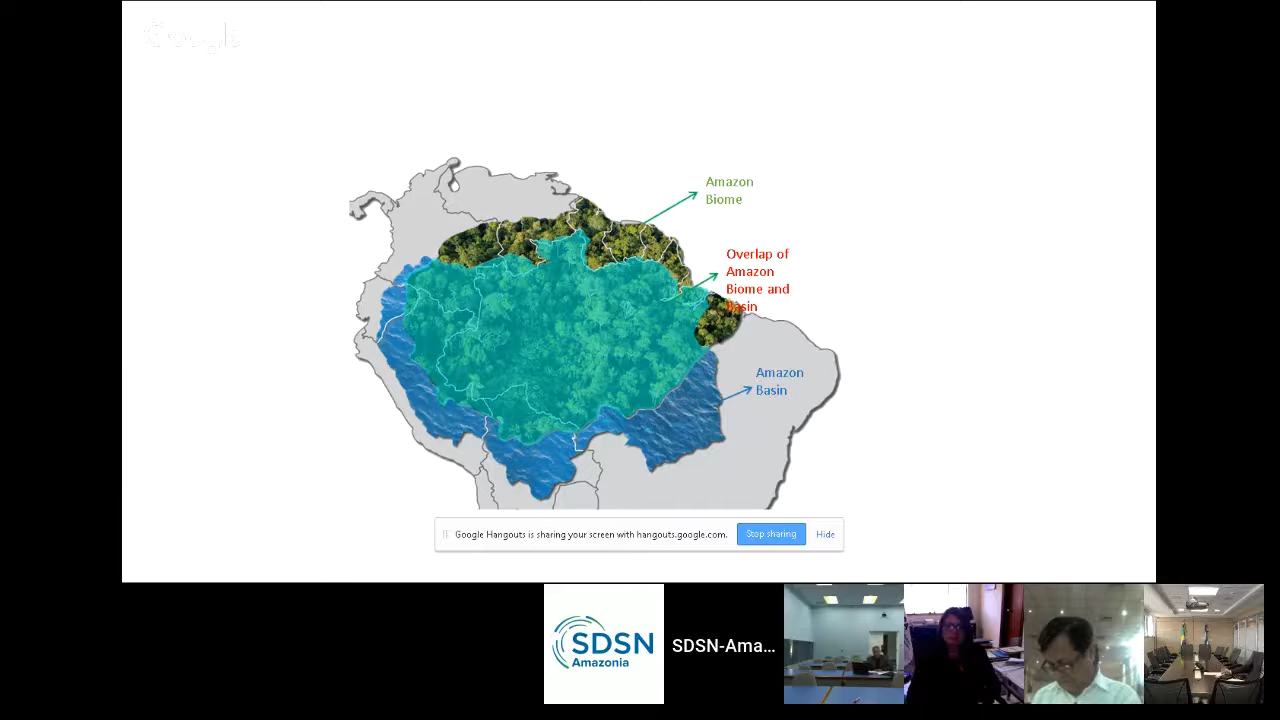 Google
Amazon
Biome
Overlap of
Amazon
Biome and
Basin
Amazon
Basin
Google Hangouts is sharing your screen with hangouts.google.com.
Stop sharing
Hide
SDSN
Amazonia
SDSN-Ama...